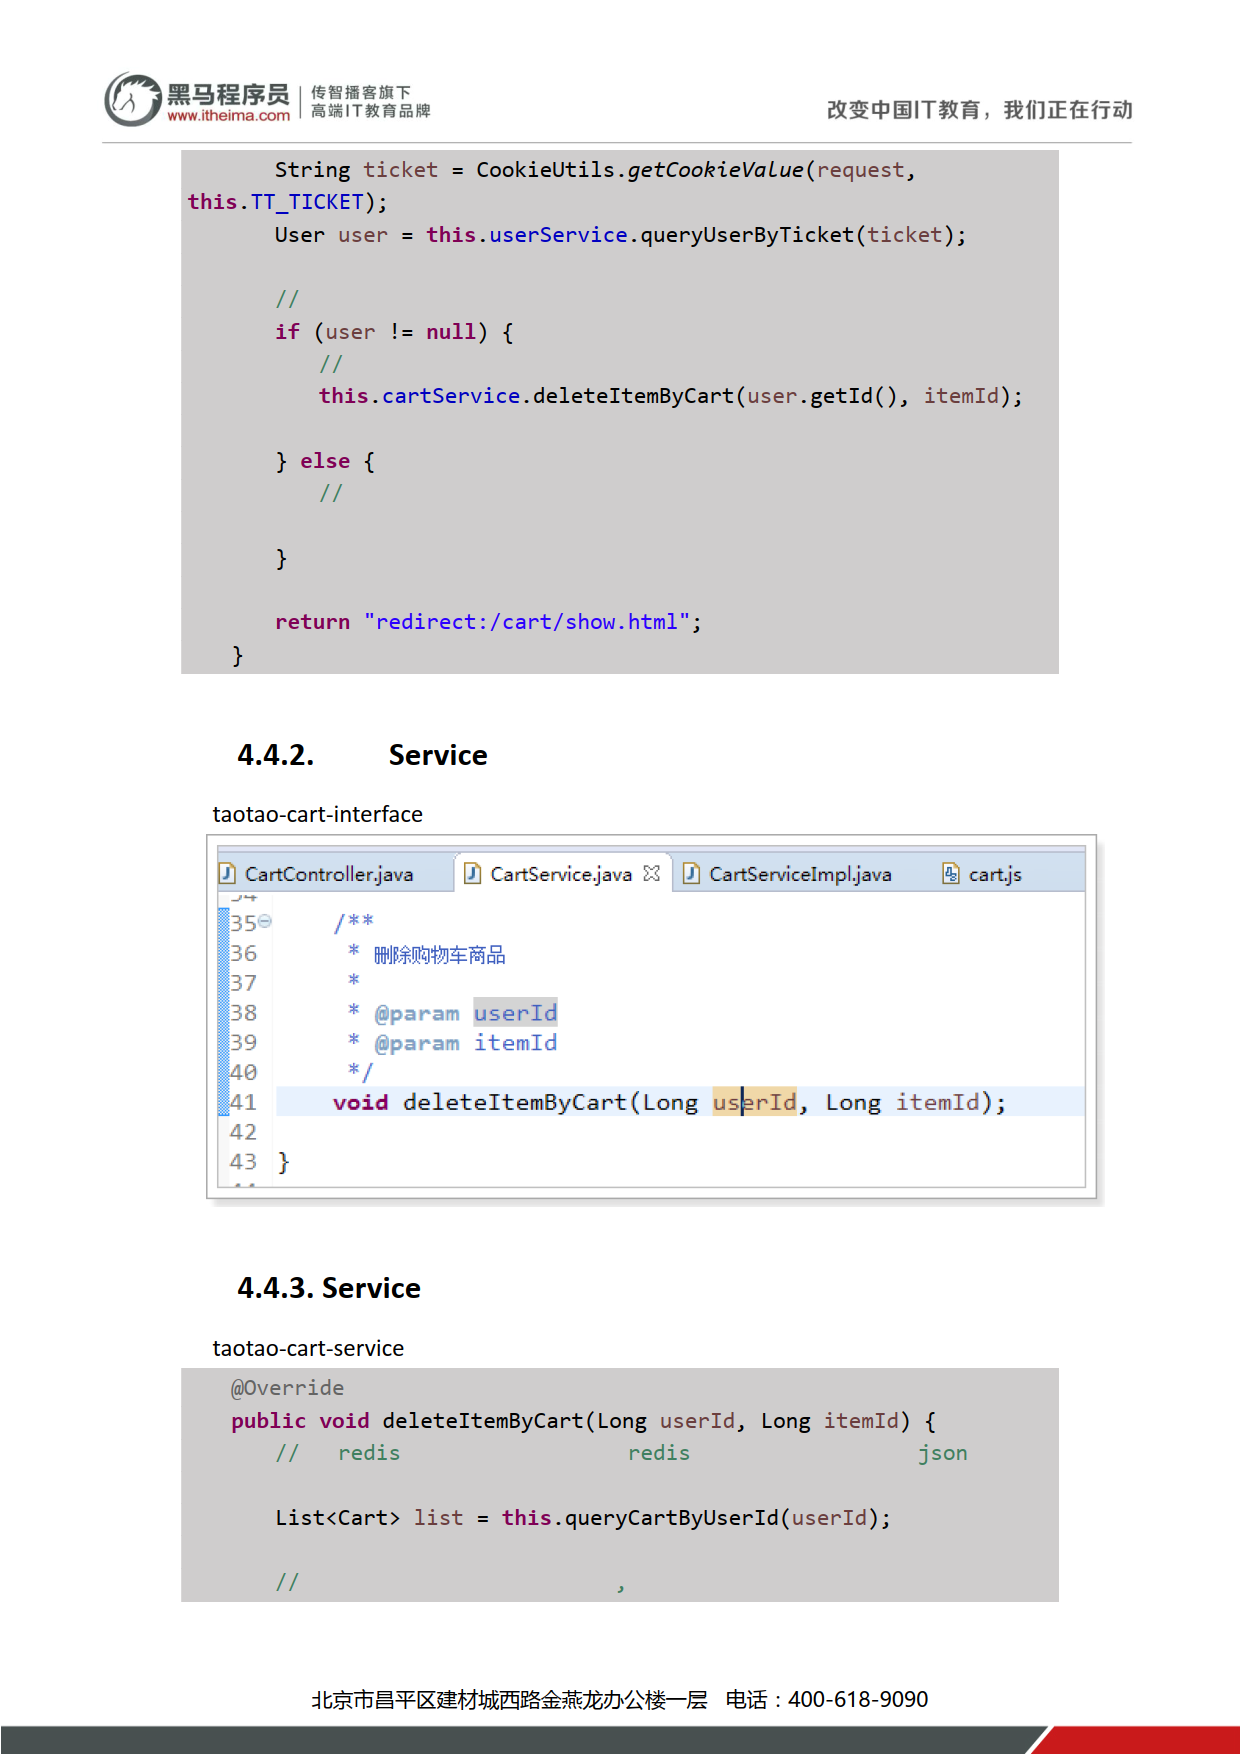 黑马程序员
www.itheima.com
传智播客旗下
高端IT教育品牌
改变中国IT教育，我们正在行动
String ticket = CookieUtils.getCookieValue(request,
this.TT_TICKET);
User user = this.userService.queryUserByTicket(ticket);
//
if (user != null) {
//
this.cartService.deleteItemByCart(user.getId(), itemId);
} else {
//
}
return "redirect:/cart/show.html";
}
4.4.2. Service
taotao-cart-interface
CartController.java CartService.java CartServiceImpl.java cart.js
35 /**
36 * 删除购物车商品
37 *
38 * @param userId
39 * @param itemId
40 */
41 void deleteItemByCart(Long userId, Long itemId);
42
43 }
4.4.3. Service
taotao-cart-service
@Override
public void deleteItemByCart(Long userId, Long itemId) {
// redis redis json
List<Cart> list = this.queryCartByUserId(userId);
// ,
北京市昌平区建材城西路金燕龙办公楼一层 电话：400-618-9090